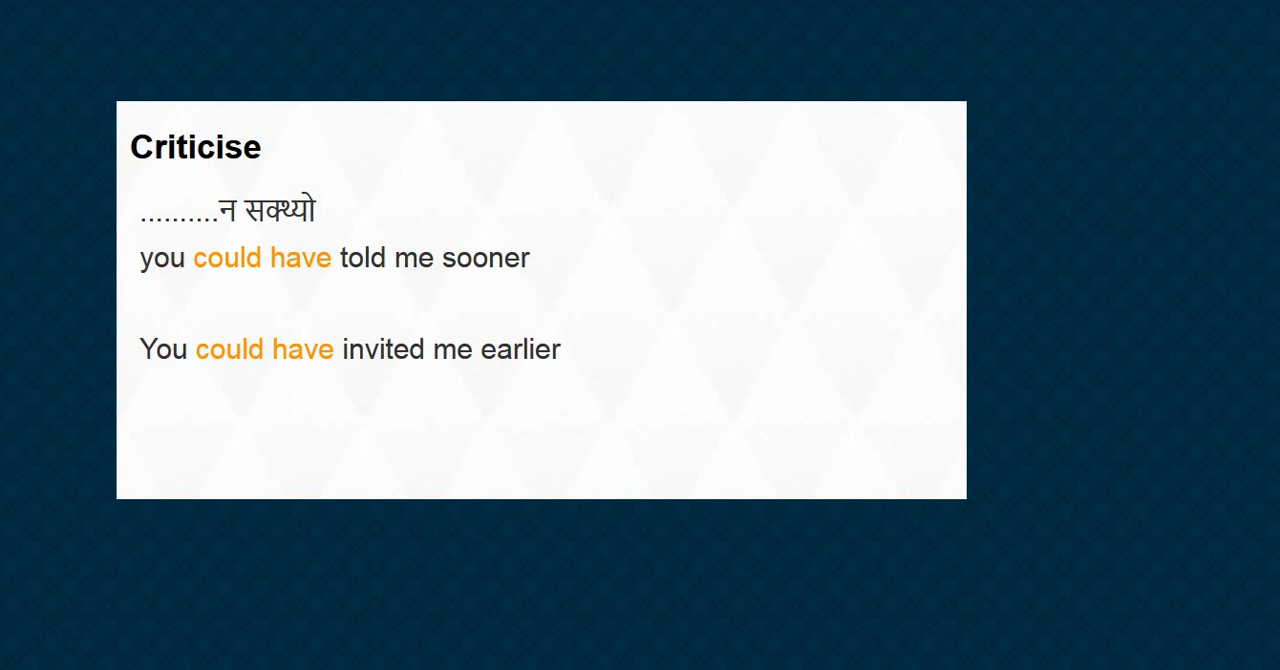 Criticise
..........न सक्थ्यो
you could have told me sooner
You could have invited me earlier